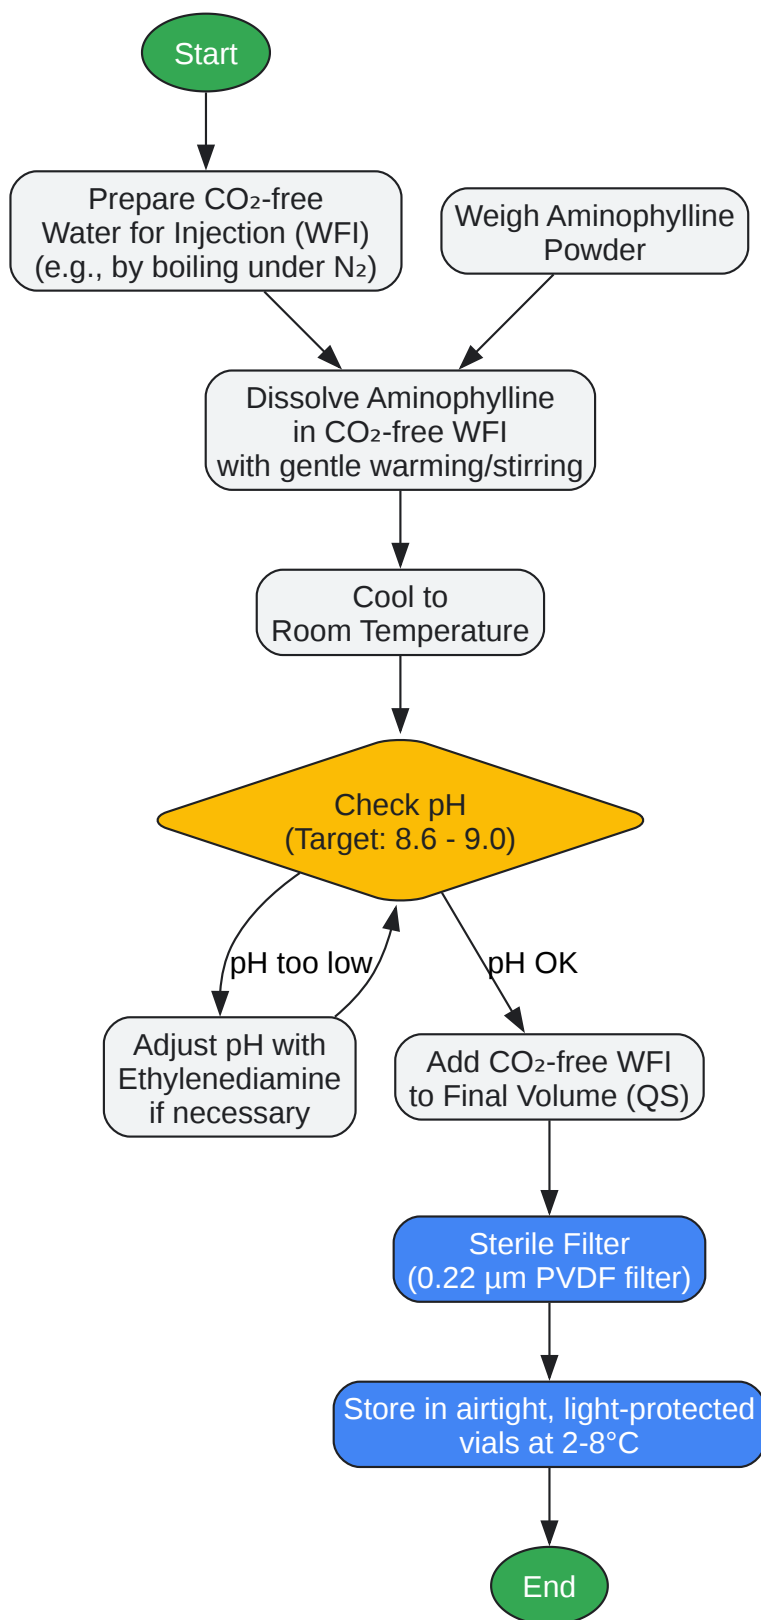 Start
Prepare CO₂-free
Water for Injection (WFI)
(e.g., by boiling under N₂)
Weigh Aminophylline
Powder
Dissolve Aminophylline
in CO₂-free WFI
with gentle warming/stirring
Cool to
Room Temperature
Check pH
(Target: 8.6 - 9.0)
pH too low
pH OK
Adjust pH with
Ethylenediamine
if necessary
Add CO₂-free WFI
to Final Volume (QS)
Sterile Filter
(0.22 µm PVDF filter)
Store in airtight, light-protected
vials at 2-8°C
End